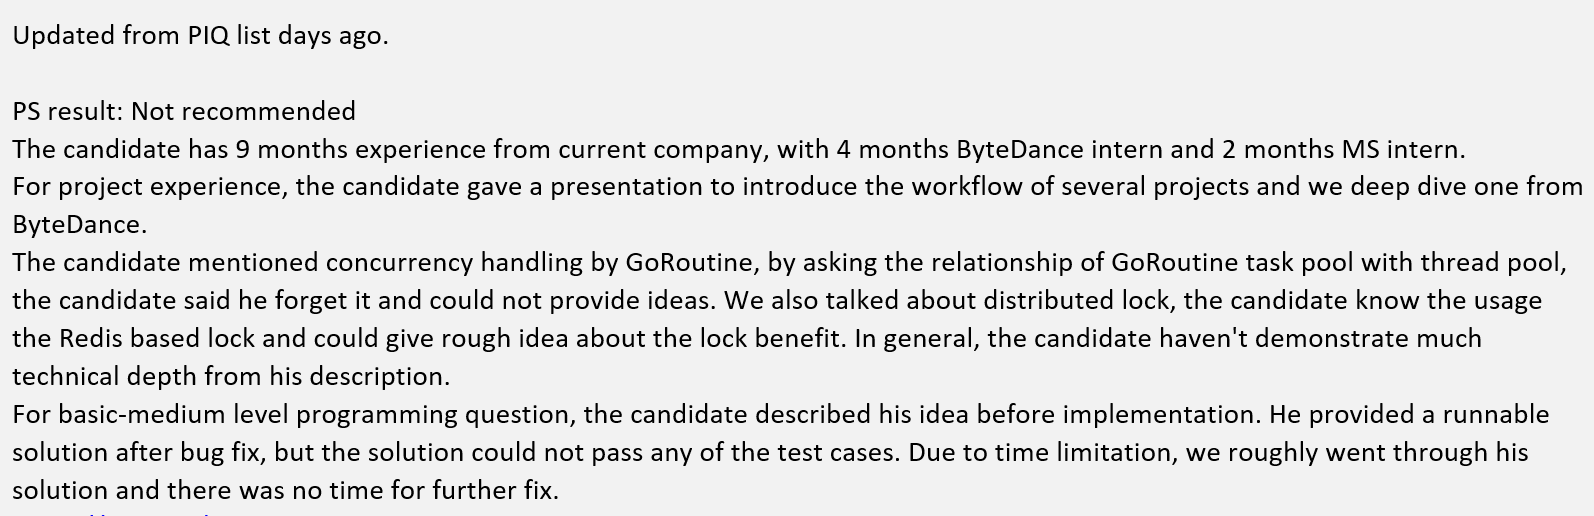 Updated from PIQ list days ago.
PS result: Not recommended
The candidate has 9 months experience from current company, with 4 months ByteDance intern and 2 months MS intern.
For project experience, the candidate gave a presentation to introduce the workflow of several projects and we deep dive one from
ByteDance.
The candidate mentioned concurrency handling by GoRoutine, by asking the relationship of GoRoutine task pool with thread pool,
the candidate said he forget it and could not provide ideas. We also talked about distributed lock, the candidate know the usage
the Redis based lock and could give rough idea about the lock benefit. In general, the candidate haven't demonstrate much
technical depth from his description.
For basic-medium level programming question, the candidate described his idea before implementation. He provided a runnable
solution after bug fix, but the solution could not pass any of the test cases. Due to time limitation, we roughly went through his
solution and there was no time for further fix.